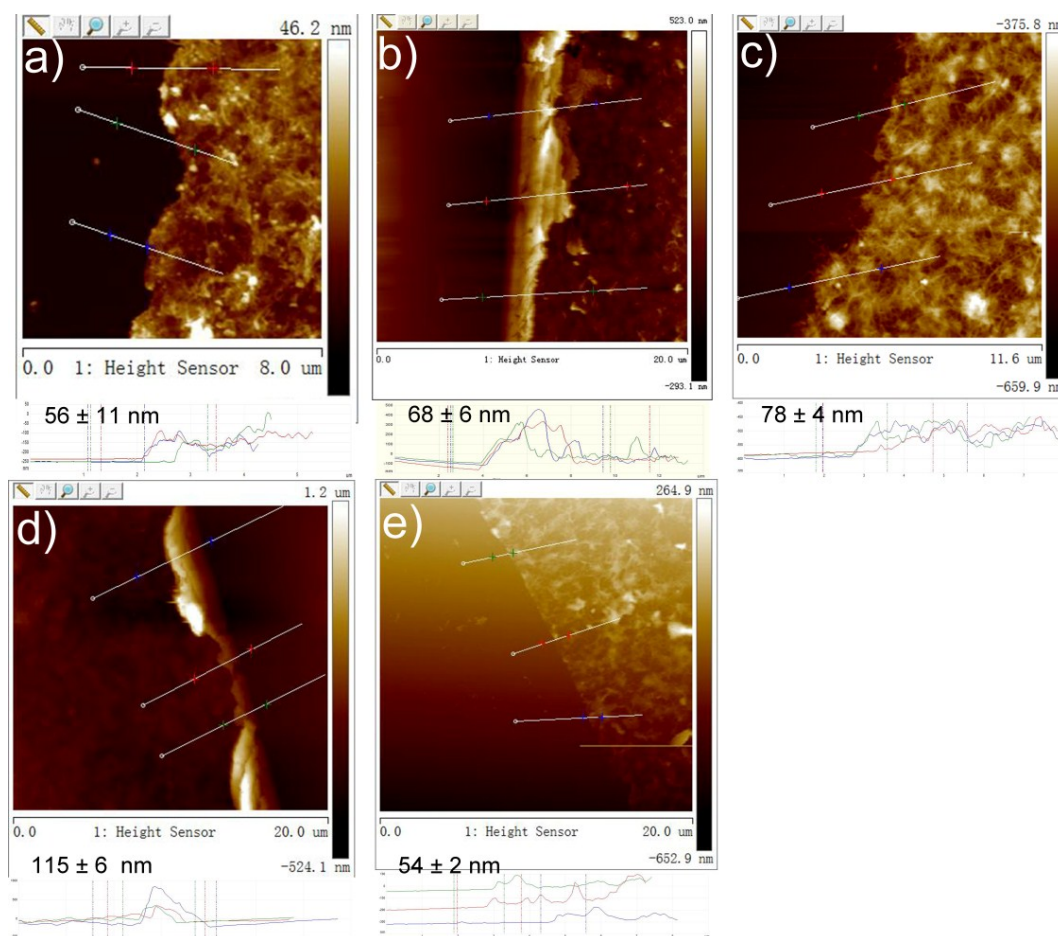 46.2 nm
a)
0.0 1: Height Sensor 8.0 um
56 ± 11 nm
523.0 nm
b)
0.0 1: Height Sensor 20.0 um
-293.1 nm
68 ± 6 nm
-375.8 nm
c)
0.0 1: Height Sensor 11.6 um
-659.9 nm
78 ± 4 nm
1.2 um
d)
0.0 1: Height Sensor 20.0 um
-524.1 nm
115 ± 6 nm
264.9 nm
e)
0.0 1: Height Sensor 20.0 um
-652.9 nm
54 ± 2 nm